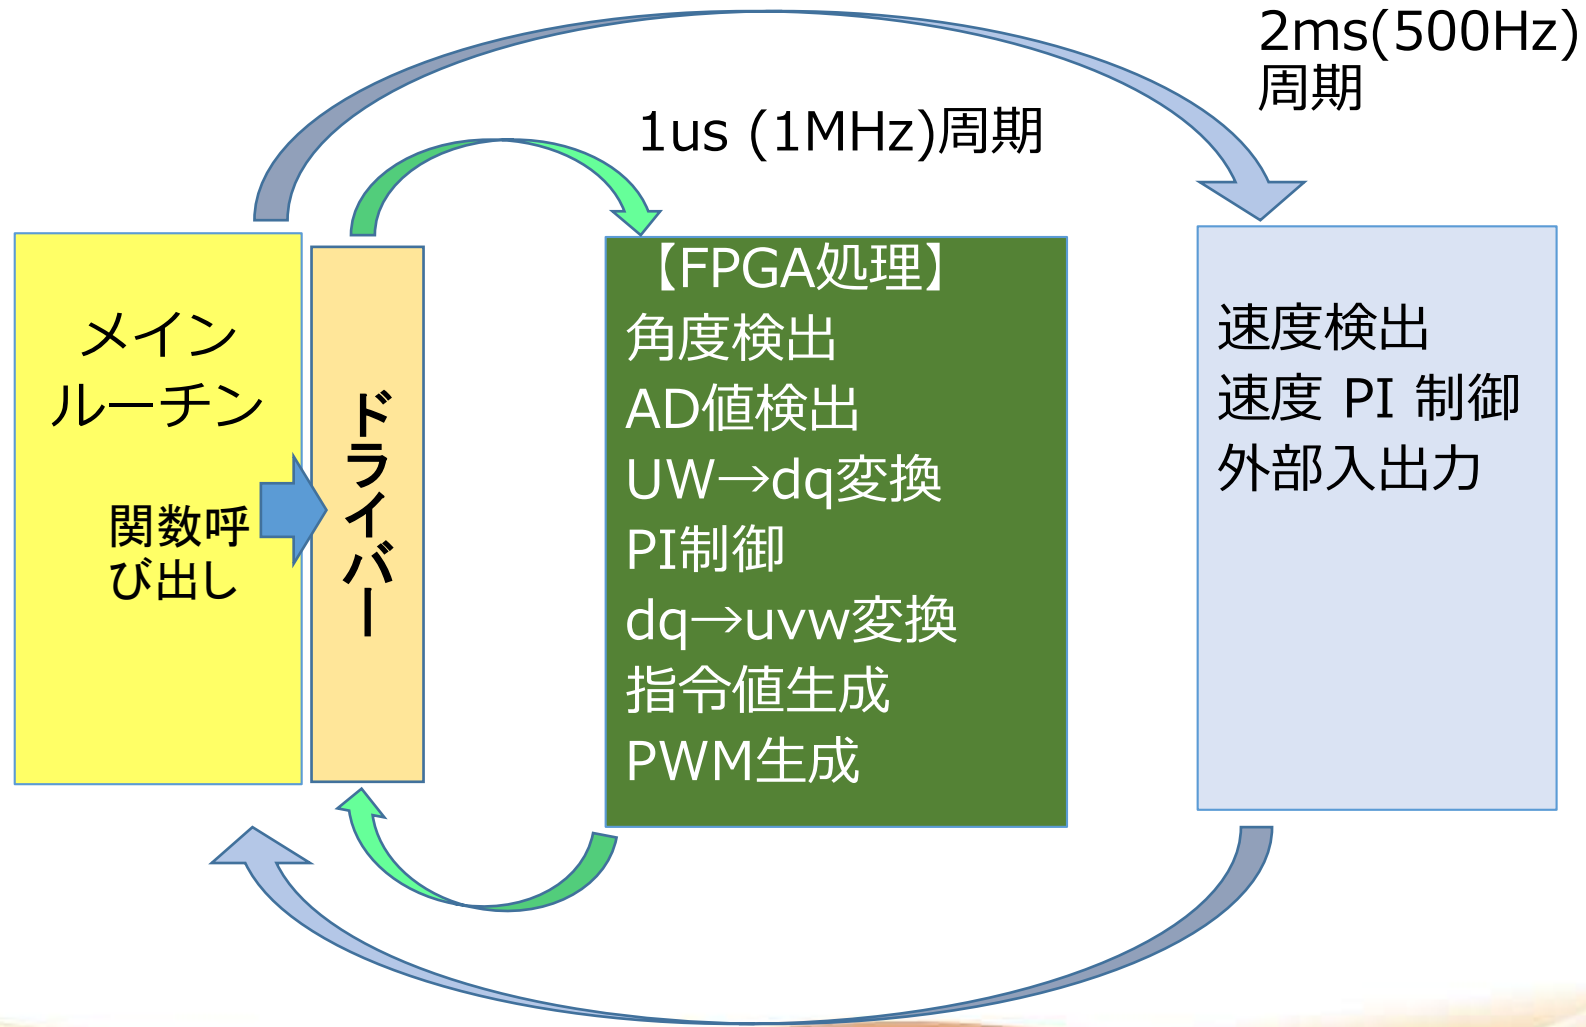 2ms(500Hz)
周期
1us (1MHz)周期
メイン
ルーチン
関数呼
び出し
ドライバー
【FPGA処理】
角度検出
AD値検出
UW→dq変換
PI制御
dq→uvw変換
指令値生成
PWM生成
速度検出
速度 PI 制御
外部入出力